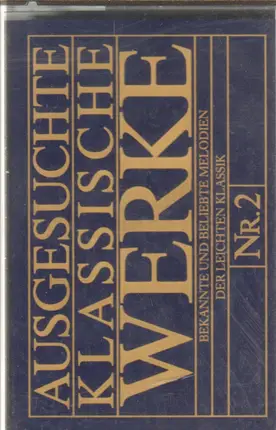 AUSGESUCHTE
KLASSISCHE
WERKE
BEKANNTE UND BELIEBTE MELODIEN
DER LEICHTEN KLASSIK
NR.2